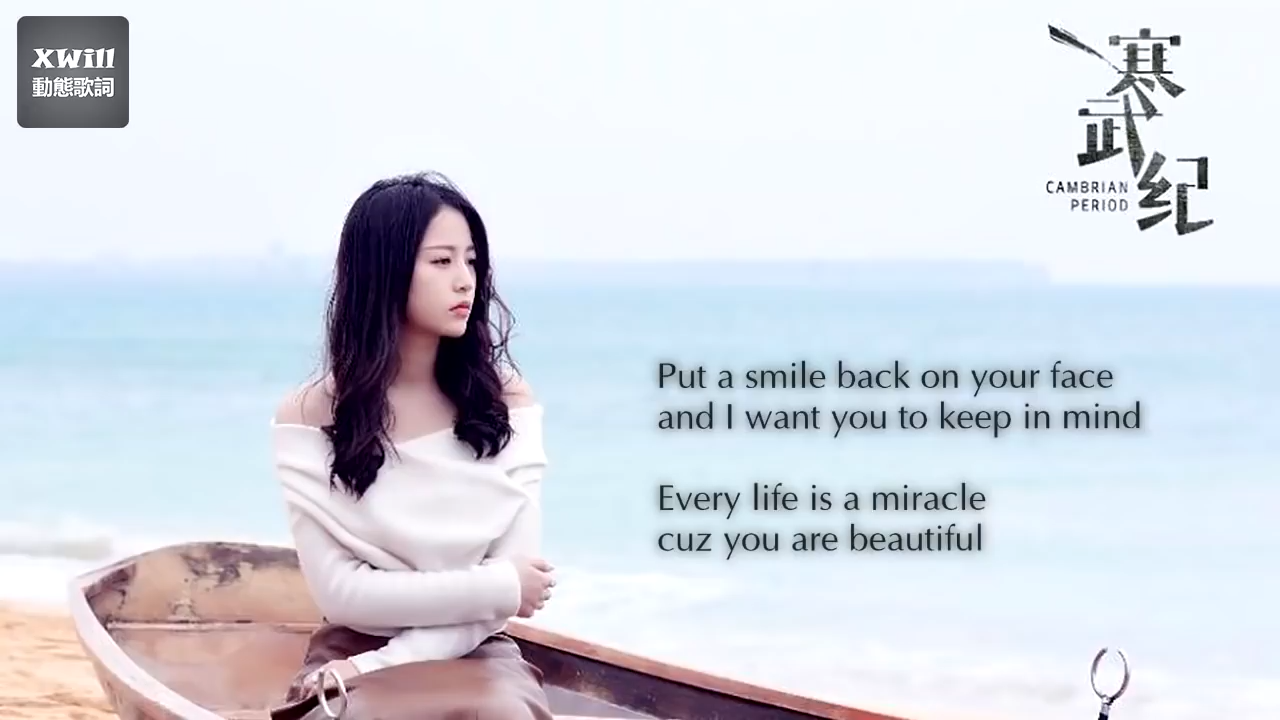 XWill
動態歌詞
寒
武
纪
CAMBRIAN
PERIOD
Put a smile back on your face
and I want you to keep in mind
Every life is a miracle
cuz you are beautiful